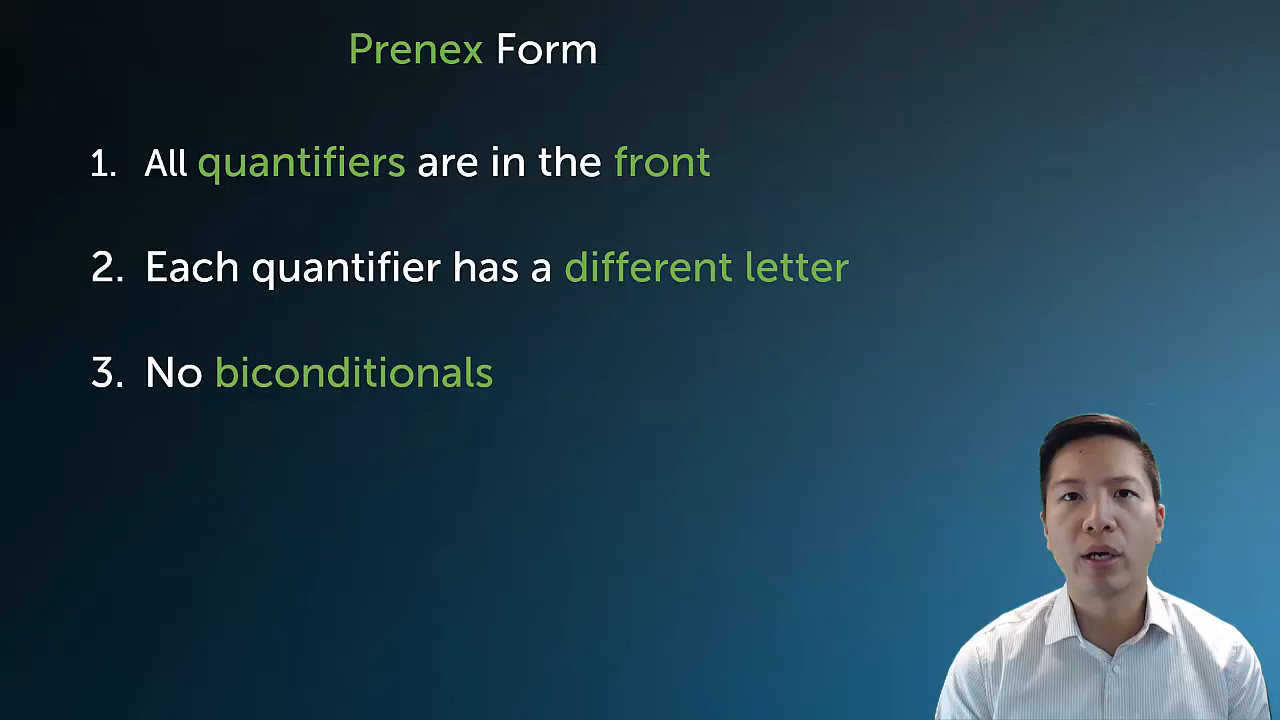 Prenex Form
1. All quantifiers are in the front
2. Each quantifier has a different letter
3. No biconditionals